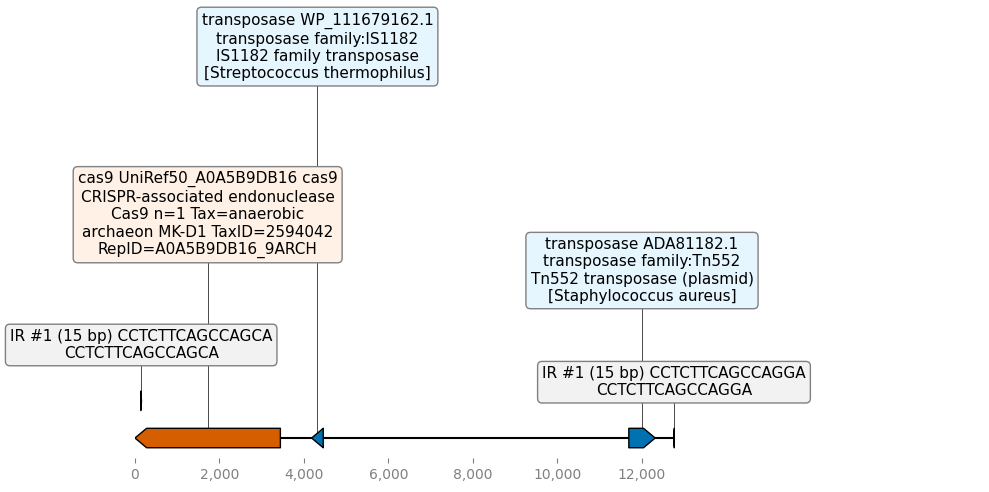 transposase WP_111679162.1
transposase family:IS1182
IS1182 family transposase
[Streptococcus thermophilus]
cas9 UniRef50_A0A5B9DB16 cas9
CRISPR-associated endonuclease
Cas9 n=1 Tax=anaerobic
archaeon MK-D1 TaxID=2594042
RepID=A0A5B9DB16_9ARCH
transposase ADA81182.1
transposase family:Tn552
Tn552 transposase (plasmid)
[Staphylococcus aureus]
IR #1 (15 bp) CCTCTTCAGCCAGCA
CCTCTTCAGCCAGCA
IR #1 (15 bp) CCTCTTCAGCCAGGA
CCTCTTCAGCCAGGA
0 2,000 4,000 6,000 8,000 10,000 12,000